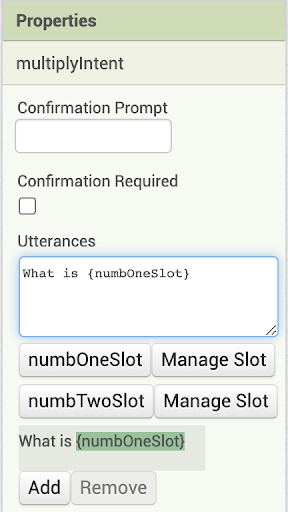 Properties
multiplyIntent
Confirmation Prompt
Confirmation Required
Utterances
What is {numbOneSlot}
numbOneSlot Manage Slot
numbTwoSlot Manage Slot
What is {numbOneSlot}
Add Remove